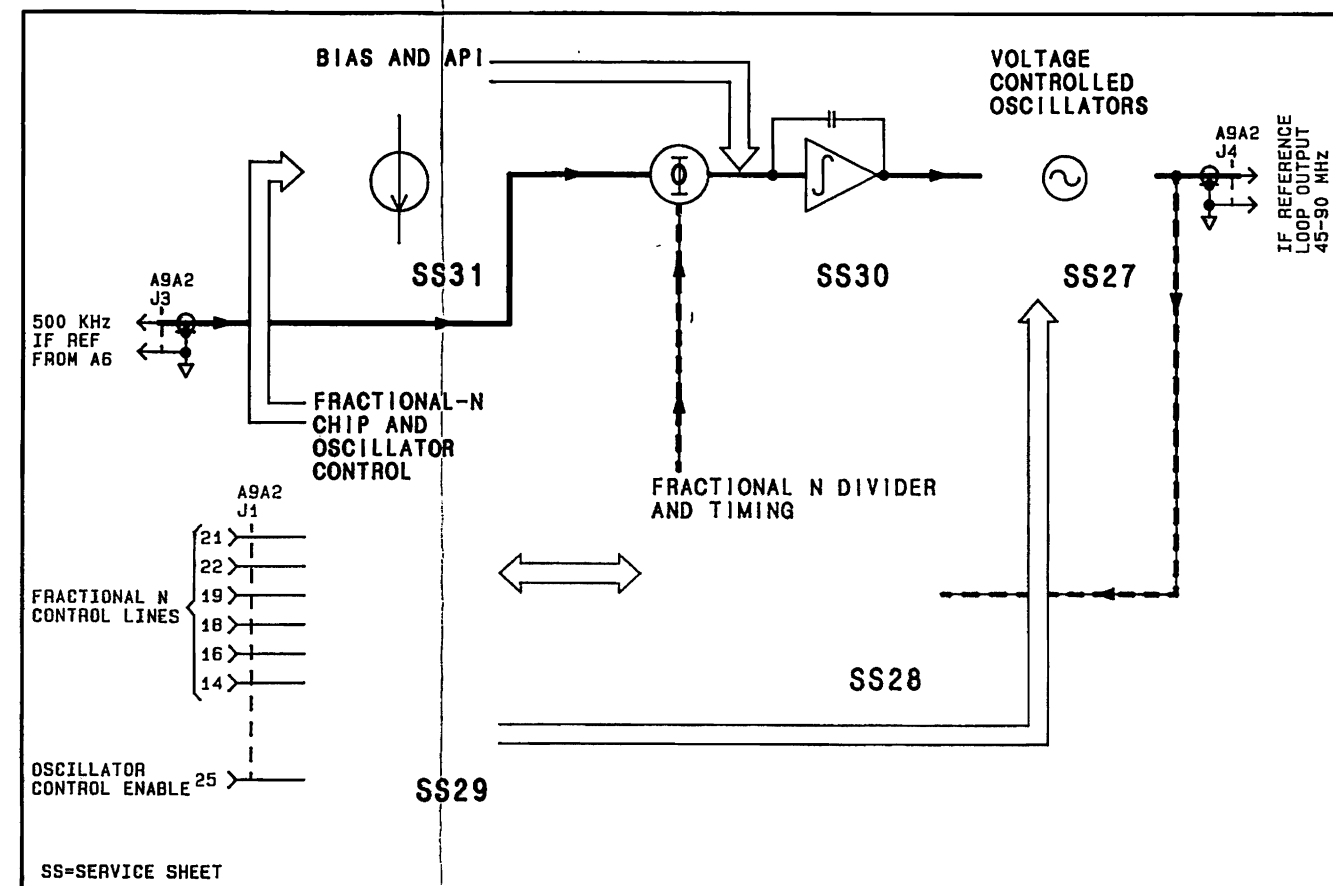 BIAS AND API
VOLTAGE
CONTROLLED
OSCILLATORS
A9A2
J4
IF REFERENCE
LOOP OUTPUT
45-90 MHz
Φ
∫
SS31
SS30
SS27
A9A2
J3
500 KHz
IF REF
FROM A6
FRACTIONAL-N
CHIP AND
OSCILLATOR
CONTROL
FRACTIONAL N DIVIDER
AND TIMING
A9A2
J1
21
22
FRACTIONAL N
CONTROL LINES
19
18
16
14
SS28
OSCILLATOR
CONTROL ENABLE
25
SS29
SS=SERVICE SHEET